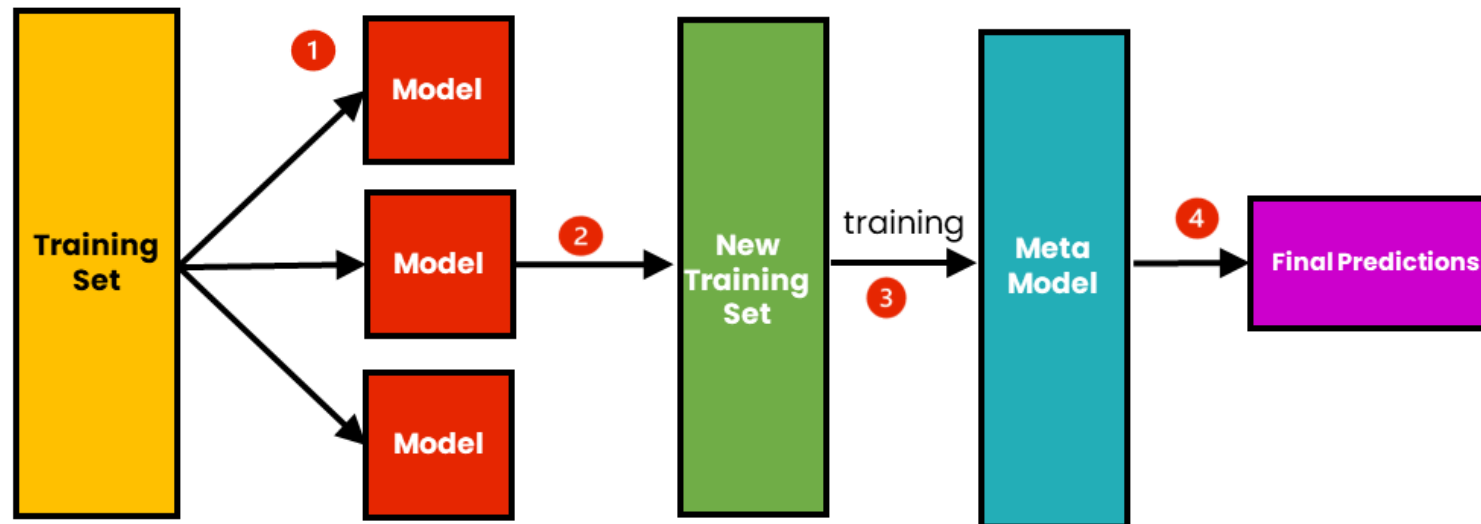 Training
Set
1
Model
Model
Model
2
New
Training
Set
training
3
Meta
Model
4
Final Predictions